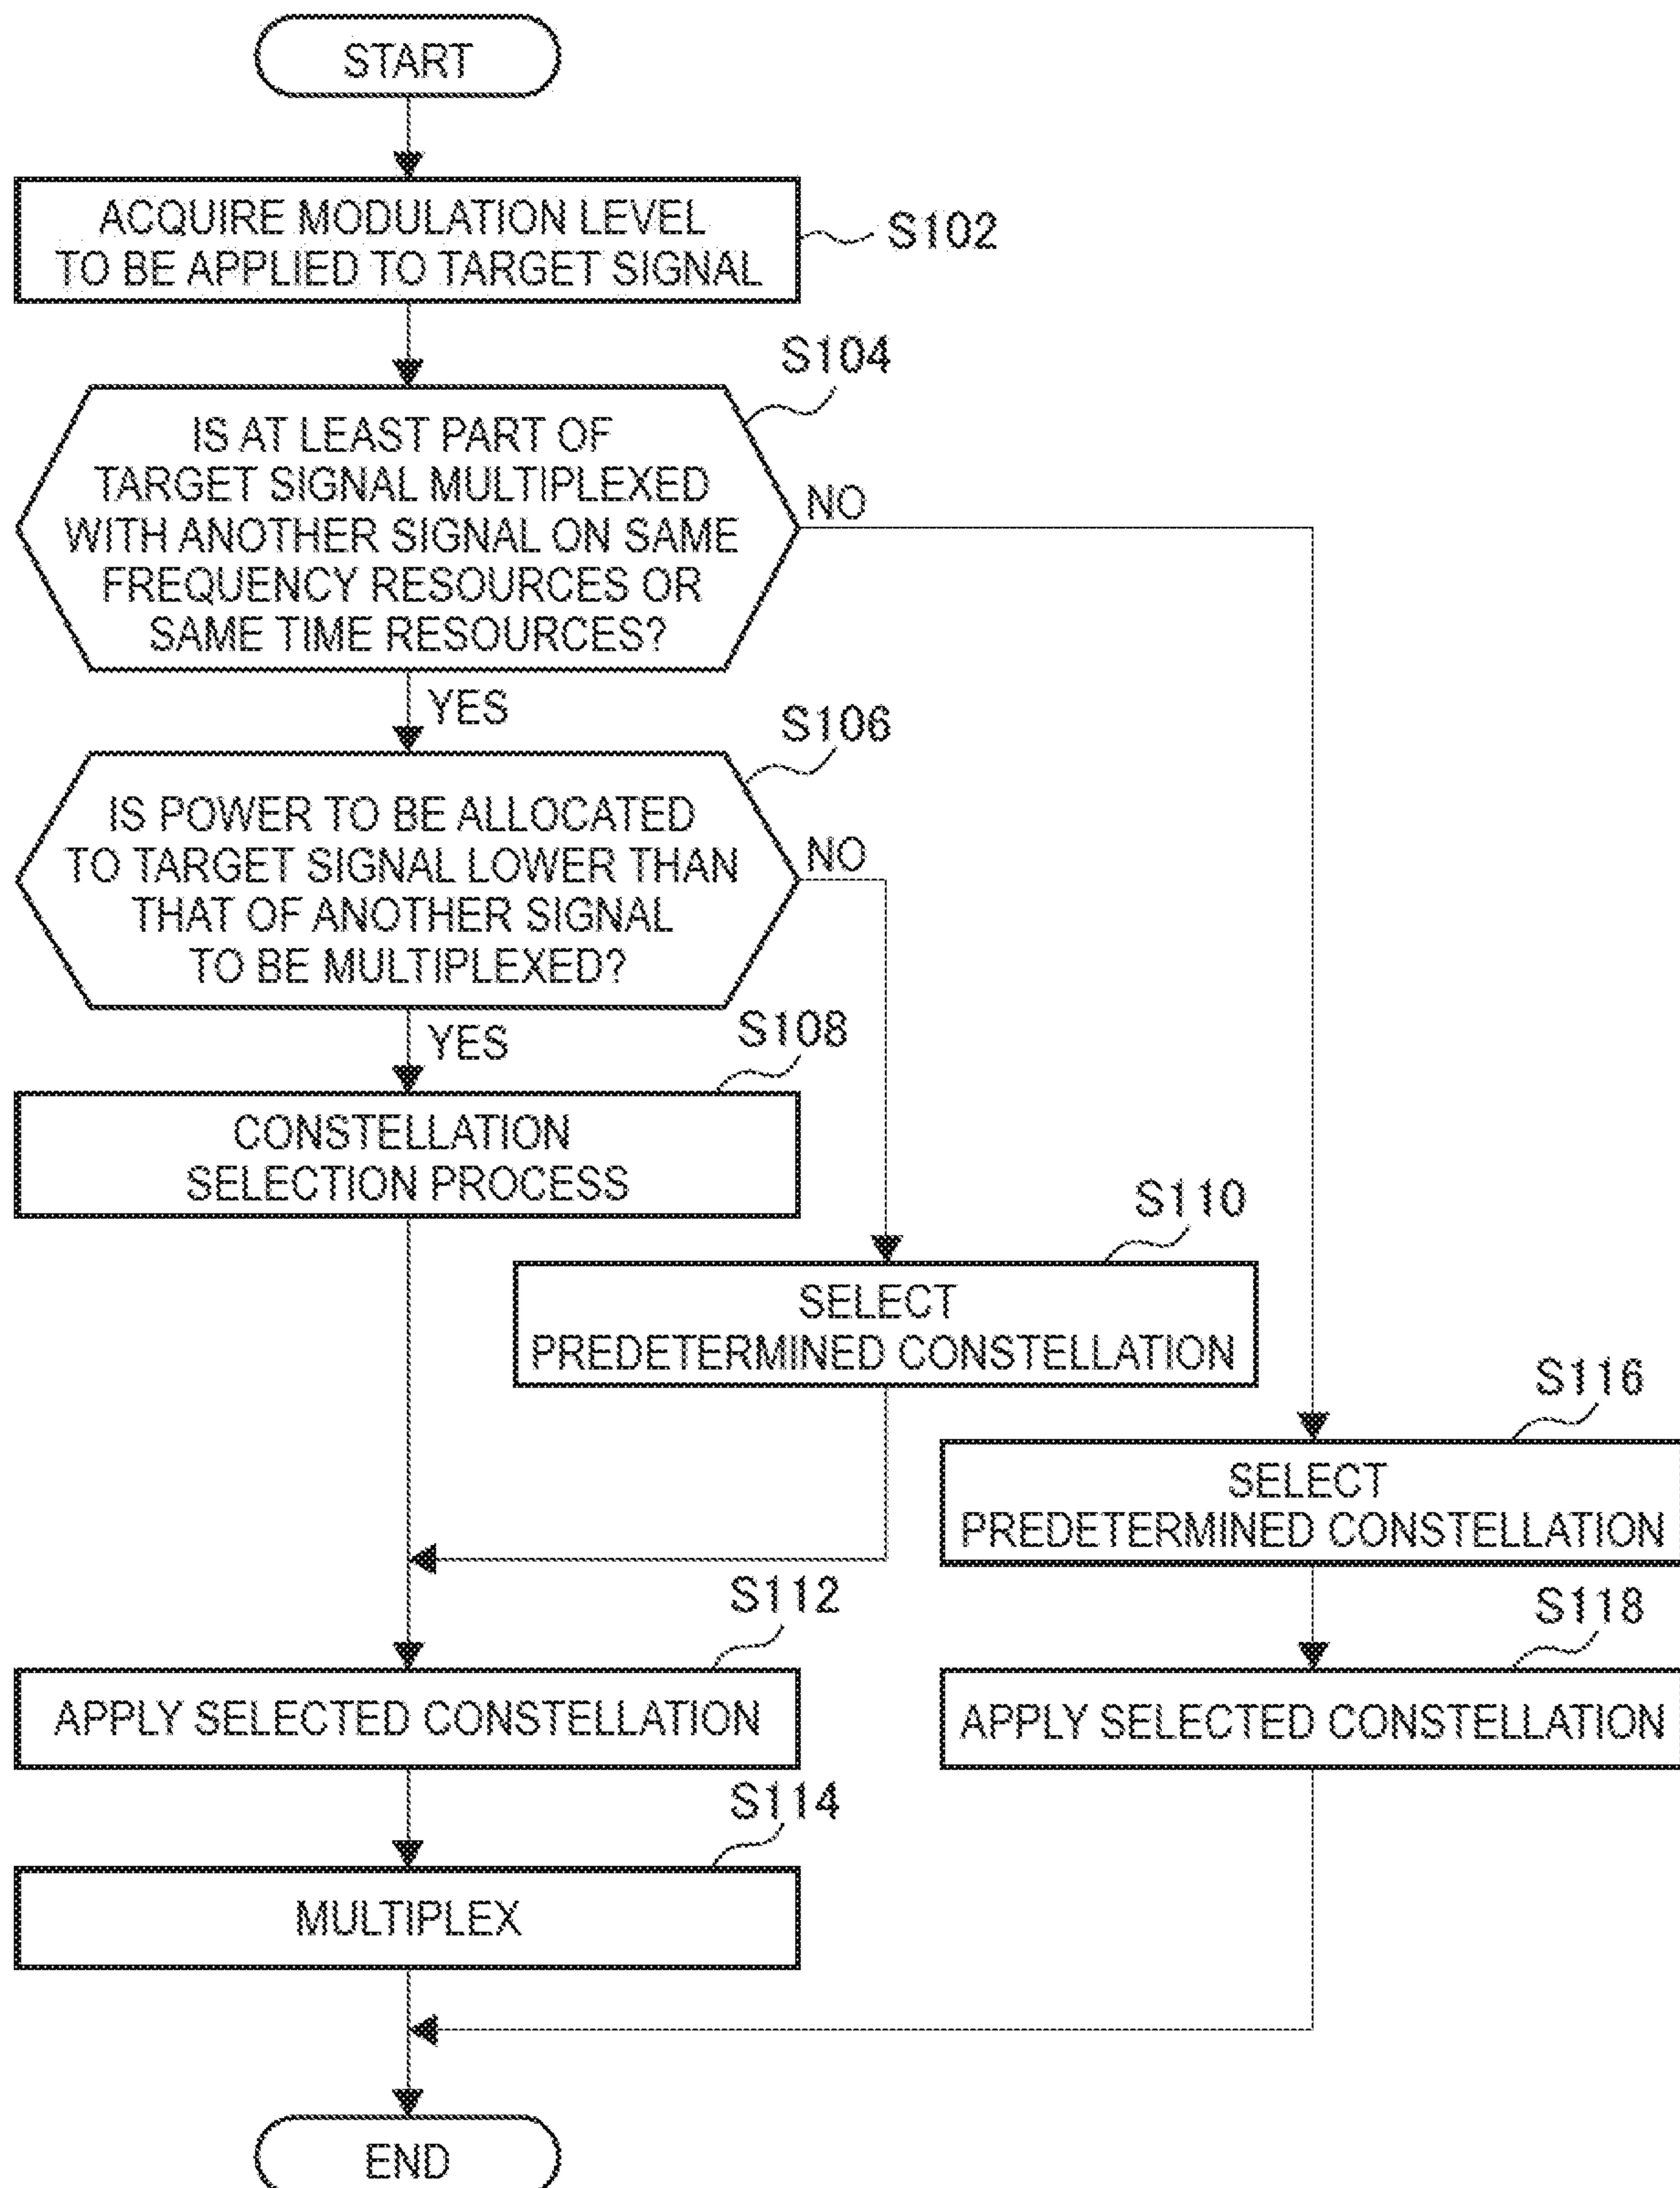 START
ACQUIRE MODULATION LEVEL
TO BE APPLIED TO TARGET SIGNAL
S102
S104
IS AT LEAST PART OF
TARGET SIGNAL MULTIPLEXED
WITH ANOTHER SIGNAL ON SAME
FREQUENCY RESOURCES OR
SAME TIME RESOURCES?
NO
YES
S106
IS POWER TO BE ALLOCATED
TO TARGET SIGNAL LOWER THAN
THAT OF ANOTHER SIGNAL
TO BE MULTIPLEXED?
NO
YES
S108
CONSTELLATION
SELECTION PROCESS
S110
SELECT
PREDETERMINED CONSTELLATION
S116
SELECT
PREDETERMINED CONSTELLATION
S112
APPLY SELECTED CONSTELLATION
S118
APPLY SELECTED CONSTELLATION
S114
MULTIPLEX
END